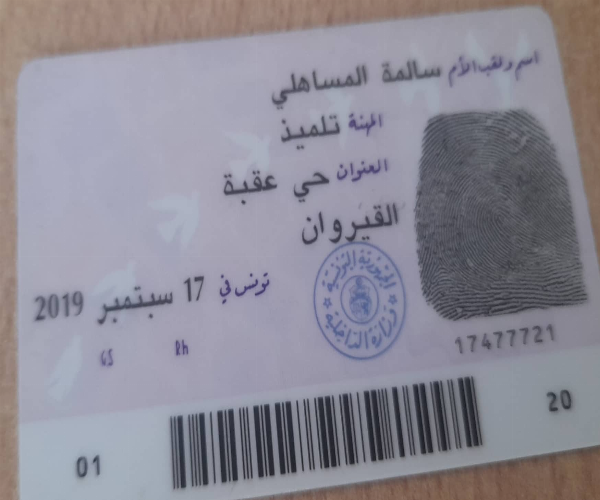 اسم ولقب الأم سالمة المساهلي
المهنة تلميذ
العنوان حي عقبة
القيروان
الجمهورية التونسية
وزارة الداخلية
تونس في 17 سبتمبر 2019
17477721
GS Rh
01
20